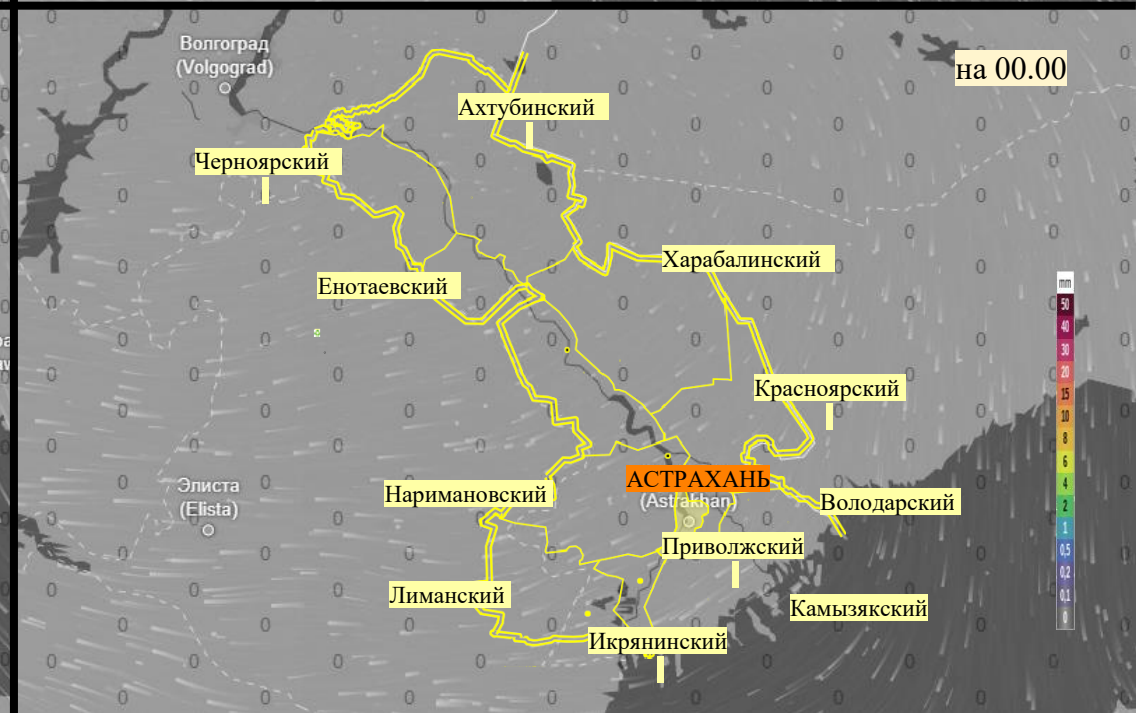 Волгоград
(Volgograd)
на 00.00
Ахтубинский
Черноярский
Харабалинский
Енотаевский
mm
50
40
30
20
15
10
8
6
4
2
1
0,5
0,2
0,1
0
Красноярский
АСТРАХАНЬ
(Astrakhan)
Элиста
(Elista)
Наримановский
Володарский
Приволжский
Лиманский
Камызякский
Икрянинский